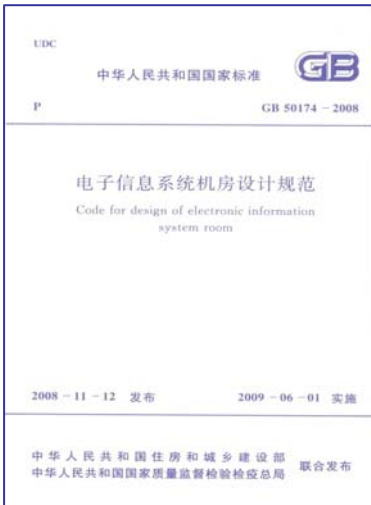 UDC
中华人民共和国国家标准
GB
P
GB 50174－2008
电子信息系统机房设计规范
Code for design of electronic information
system room
2008－11－12 发布
2009－06－01 实施
中华人民共和国住房和城乡建设部
中华人民共和国国家质量监督检验检疫总局
联合发布